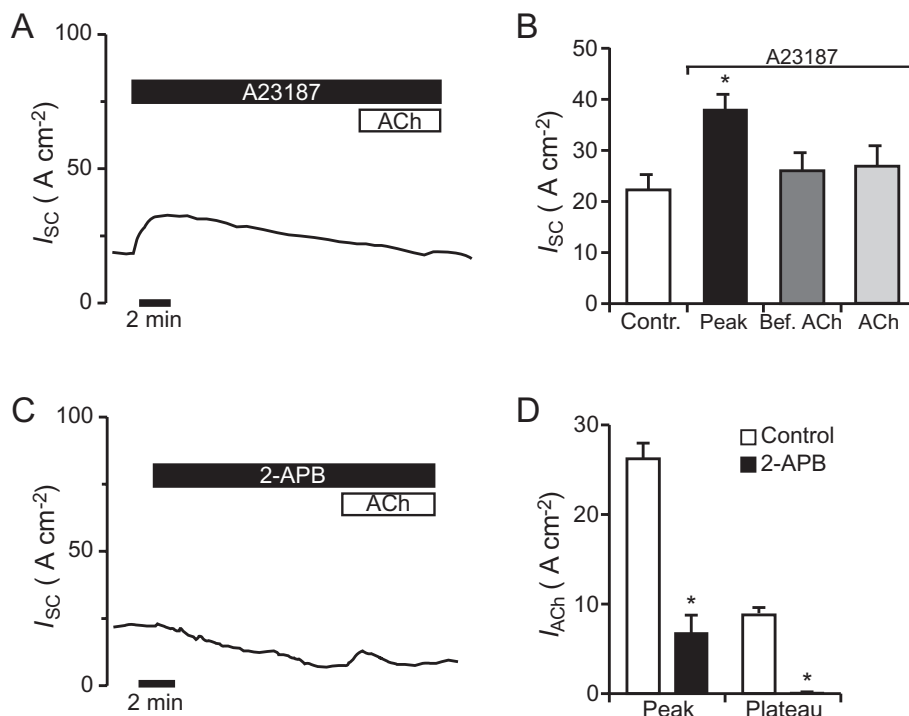 A
100
50
0
I_SC ( A cm-2)
A23187
ACh
2 min
B
50
40
30
20
10
0
I_SC ( A cm-2)
A23187
*
Contr. Peak Bef. ACh ACh
C
100
50
0
I_SC ( A cm-2)
2-APB
ACh
2 min
D
30
20
10
0
I_ACh ( A cm-2)
Control
2-APB
*
*
Peak Plateau